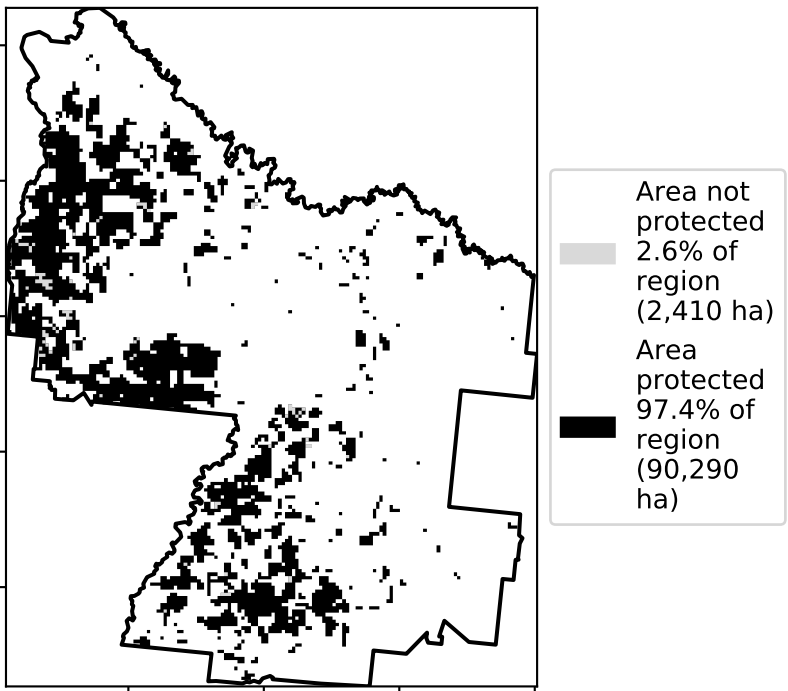 Area not
protected
2.6% of
region
(2,410 ha)
Area
protected
97.4% of
region
(90,290
ha)